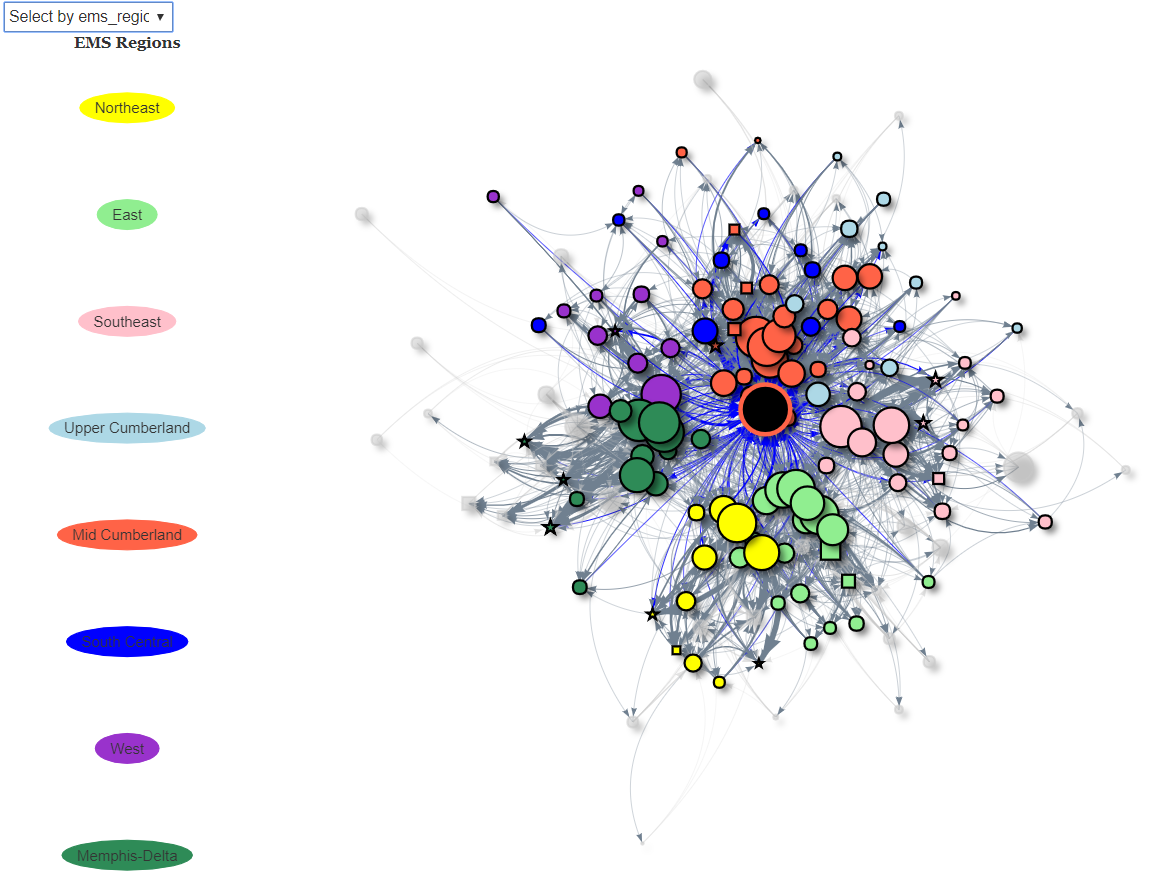 Select by ems_regic
EMS Regions
Northeast
East
Southeast
Upper Cumberland
Mid Cumberland
South Central
West
Memphis-Delta